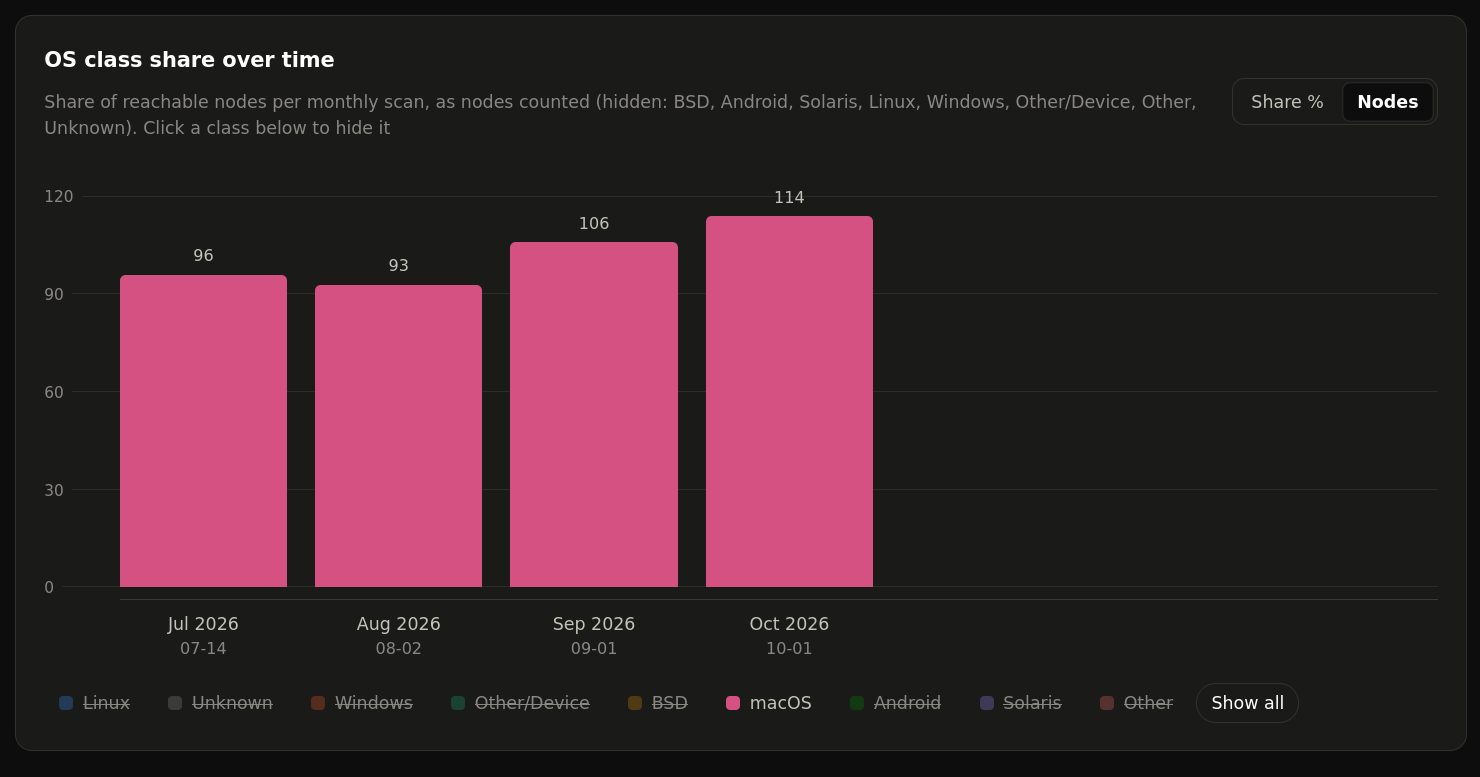 OS class share over time
Share of reachable nodes per monthly scan, as nodes counted (hidden: BSD, Android, Solaris, Linux, Windows, Other/Device, Other,
Unknown). Click a class below to hide it
Share % Nodes
120
114
106
96
93
90
60
30
0
Jul 2026 Aug 2026 Sep 2026 Oct 2026
07-14 08-02 09-01 10-01
Linux Unknown Windows Other/Device BSD macOS Android Solaris Other Show all